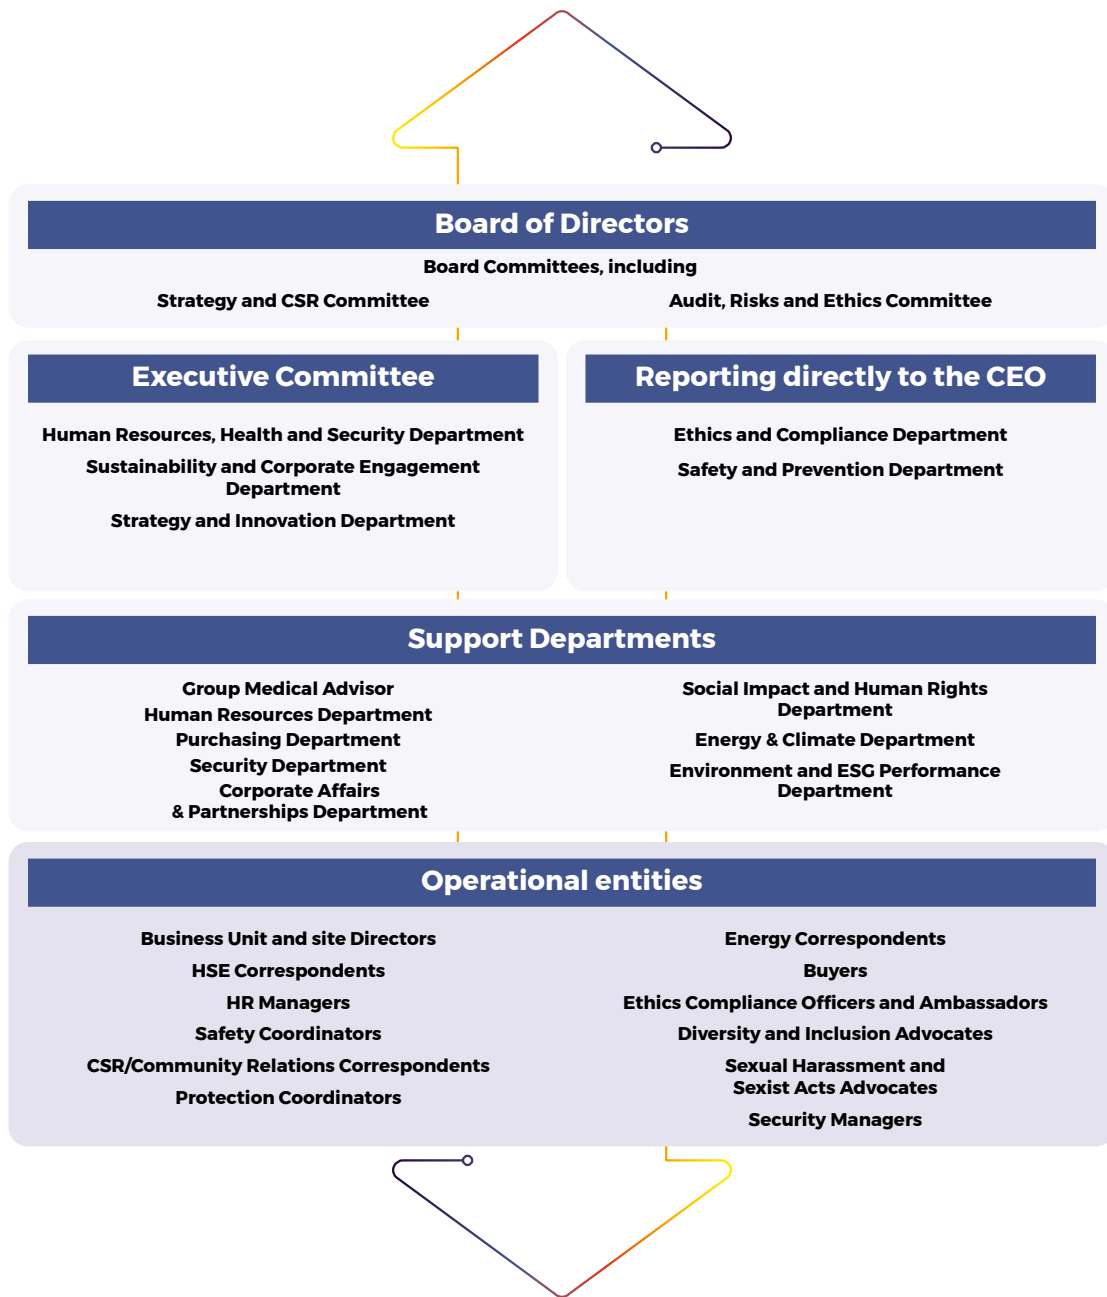 Board of Directors
Board Committees, including
Strategy and CSR Committee
Audit, Risks and Ethics Committee
Executive Committee
Human Resources, Health and Security Department
Sustainability and Corporate Engagement
Department
Strategy and Innovation Department
Reporting directly to the CEO
Ethics and Compliance Department
Safety and Prevention Department
Support Departments
Group Medical Advisor
Human Resources Department
Purchasing Department
Security Department
Corporate Affairs
& Partnerships Department
Social Impact and Human Rights
Department
Energy & Climate Department
Environment and ESG Performance
Department
Operational entities
Business Unit and site Directors
HSE Correspondents
HR Managers
Safety Coordinators
CSR/Community Relations Correspondents
Protection Coordinators
Energy Correspondents
Buyers
Ethics Compliance Officers and Ambassadors
Diversity and Inclusion Advocates
Sexual Harassment and
Sexist Acts Advocates
Security Managers